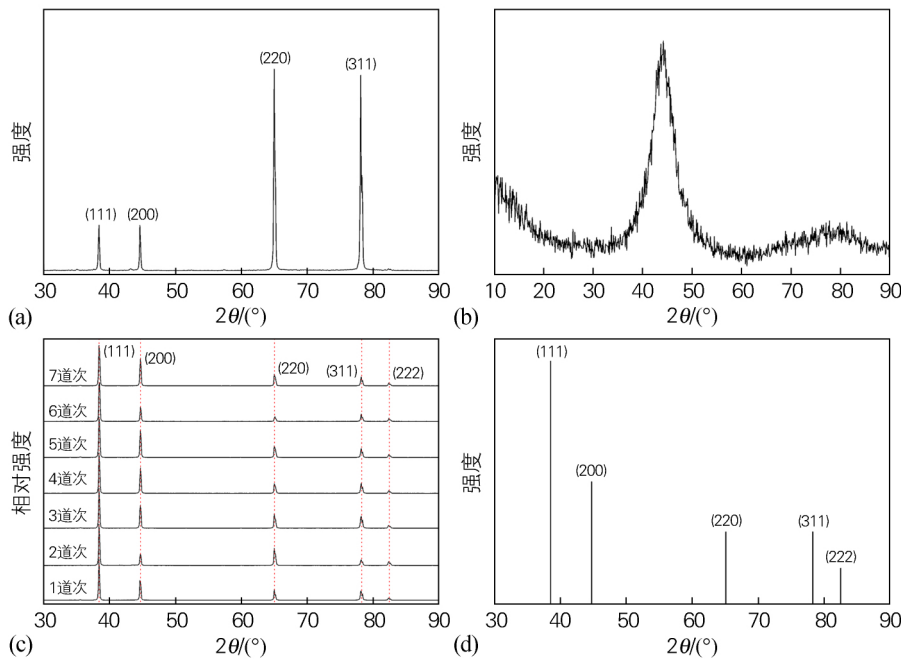 (220)
(311)
(111) (200)
强度
30 40 50 60 70 80 90
2θ/(°)
(a)
强度
10 20 30 40 50 60 70 80 90
2θ/(°)
(b)
(111)
(200)
(220)
(311)
(222)
7道次
6道次
5道次
4道次
3道次
2道次
1道次
相对强度
30 40 50 60 70 80 90
2θ/(°)
(c)
(111)
(200)
(220)
(311)
(222)
强度
30 40 50 60 70 80 90
2θ/(°)
(d)